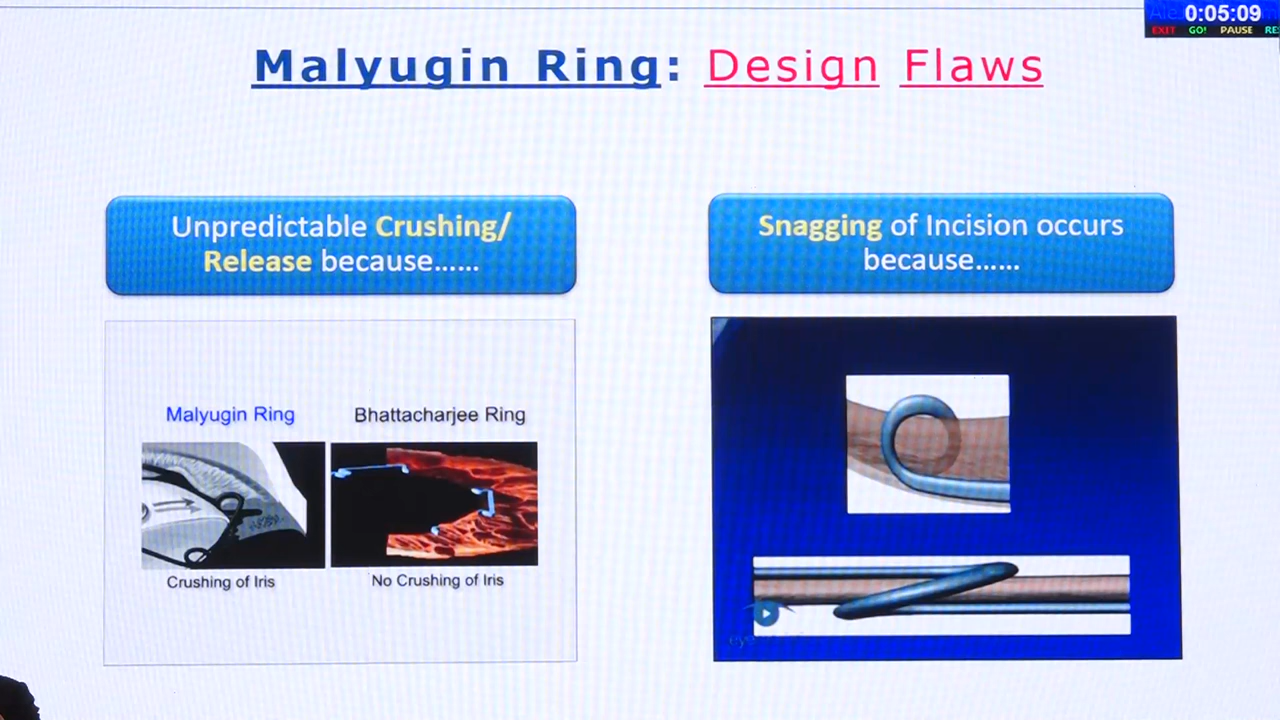 0:05:09
EXIT GO! PAUSE RE
Malyugin Ring: Design Flaws
Unpredictable Crushing/
Release because......
Snagging of Incision occurs
because......
Malyugin Ring
Bhattacharjee Ring
Crushing of Iris
No Crushing of Iris
eye